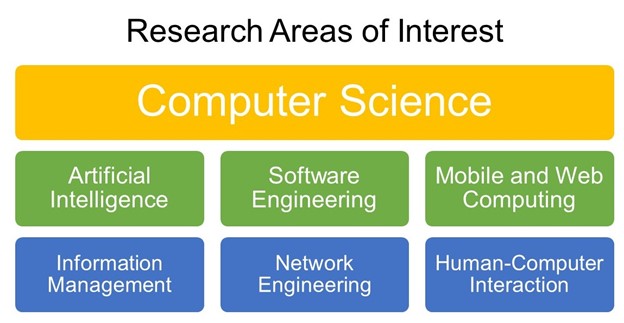 Research Areas of Interest
Computer Science
Artificial
Intelligence
Software
Engineering
Mobile and Web
Computing
Information
Management
Network
Engineering
Human-Computer
Interaction